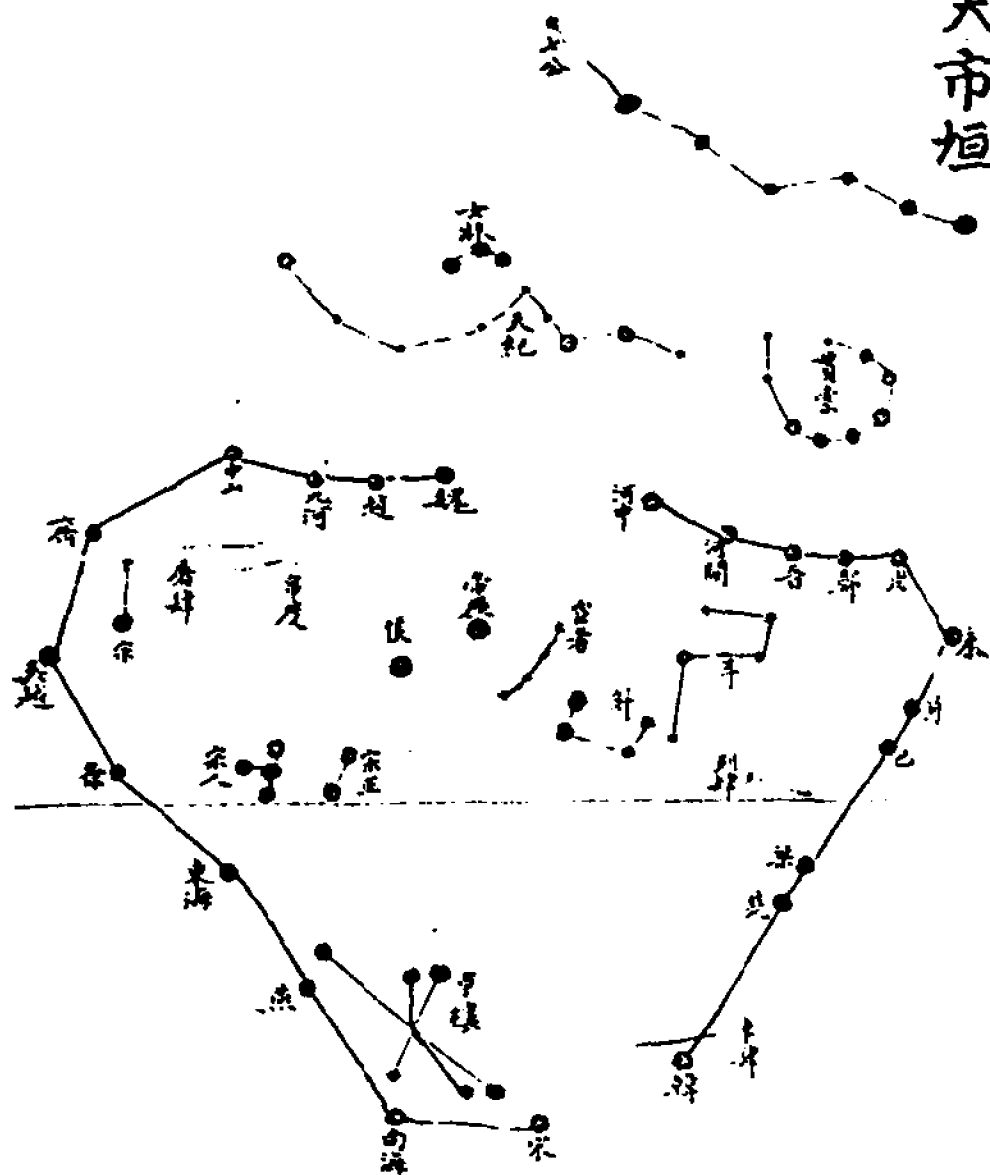 天市垣
七公
天紀
女牀
貫索
魏
趙
九河
中山
齊
吳越
徐
東海
燕
南海
宋
河中
河間
晉
鄭
周
秦
巴
梁
楚
韓
帛度
屠肆
宗
候
宦者
斗
斛
宗人
宗正
列肆
市樓
車肆